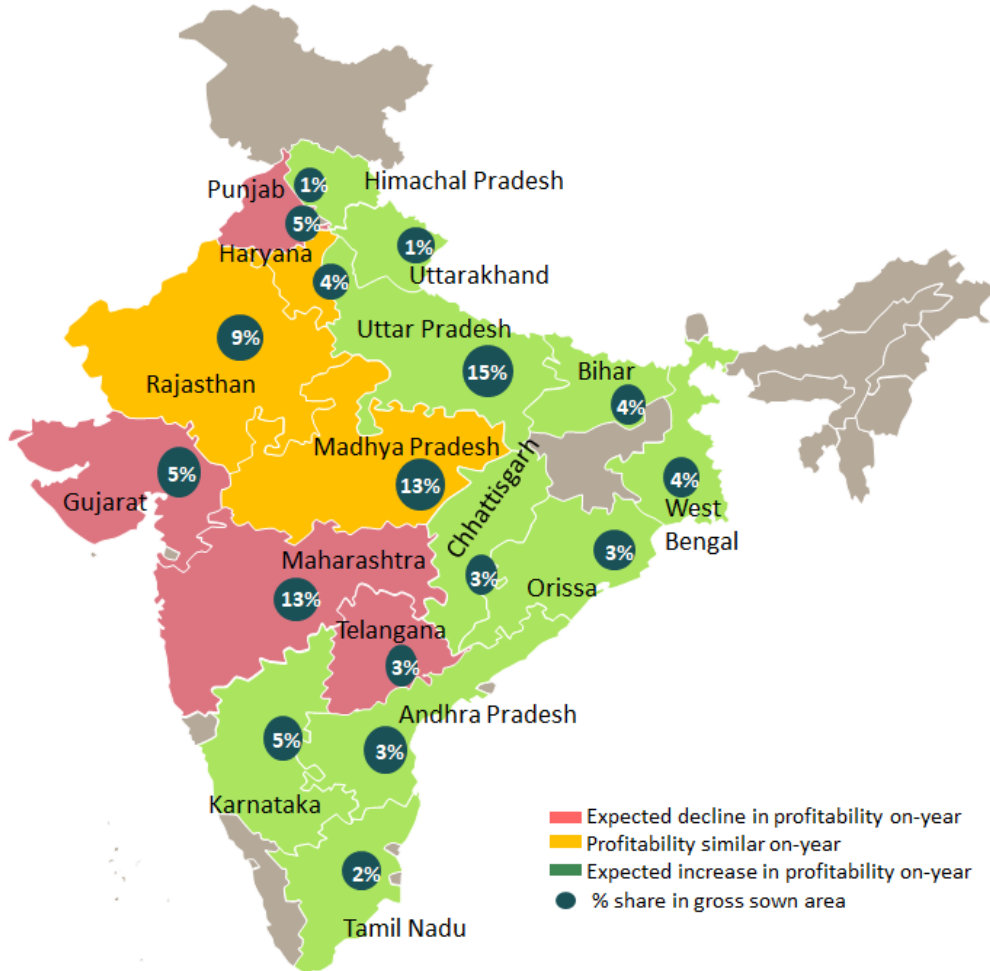 Punjab
1%
Himachal Pradesh
5%
Haryana
1%
Uttarakhand
4%
9%
Rajasthan
Uttar Pradesh
15%
Bihar
4%
Madhya Pradesh
13%
5%
Gujarat
Chhattisgarh
3%
4%
West
Bengal
3%
Orissa
Maharashtra
13%
Telangana
3%
Andhra Pradesh
3%
5%
Karnataka
2%
Tamil Nadu
Expected decline in profitability on-year
Profitability similar on-year
Expected increase in profitability on-year
% share in gross sown area